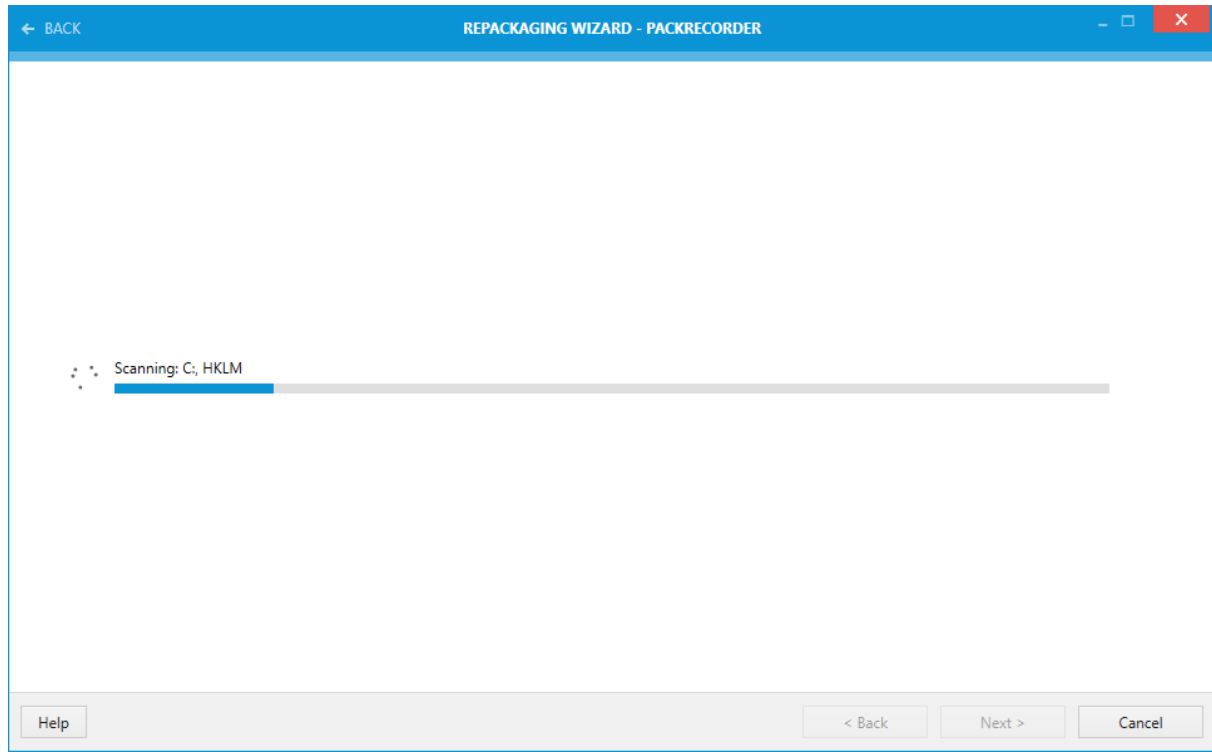 ← BACK
REPACKAGING WIZARD - PACKRECORDER
Scanning: C:, HKLM
Help
< Back
Next >
Cancel